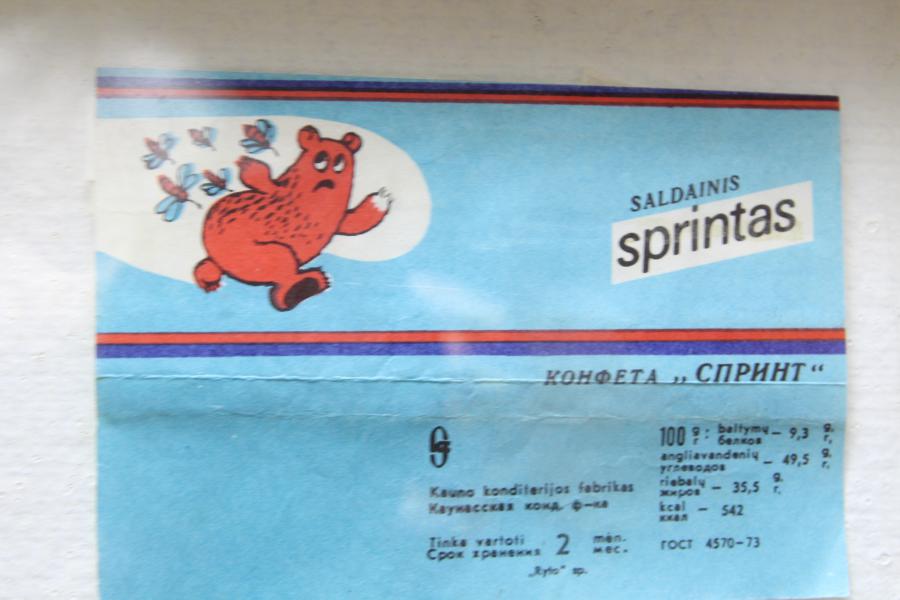 SALDAINIS
sprintas
КОНФЕТА „СПРИНТ“
100 g г : baltymų белков — 9,3 g. г.
angliavandenių углеводов — 49,5 g. г.
riebalų жиров — 35,5 g. г.
kcal ккал — 542
ГОСТ 4570-73
Kauno konditerijos fabrikas
Каунасская конд. ф-ка
Tinka vartoti 2 mėn.
Срок хранения мес.
„Ryto“ sp.